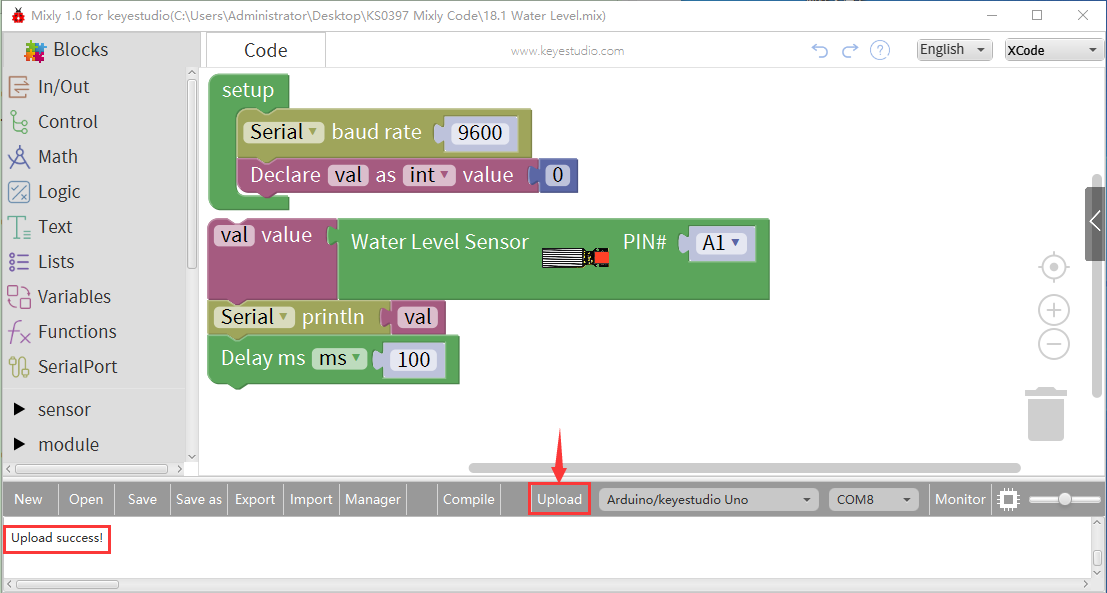 Mixly 1.0 for keyestudio(C:\Users\Administrator\Desktop\KS0397 Mixly Code\18.1 Water Level.mix)
Blocks
Code
www.keyestudio.com
?
English
XCode
In/Out
Control
Math
Logic
Text
Lists
Variables
Functions
SerialPort
sensor
module
setup
Serial baud rate 9600
Declare val as int value 0
val value Water Level Sensor PIN# A1
Serial println val
Delay ms ms 100
New Open Save Save as Export Import Manager Compile Upload Arduino/keyestudio Uno COM8 Monitor
Upload success!